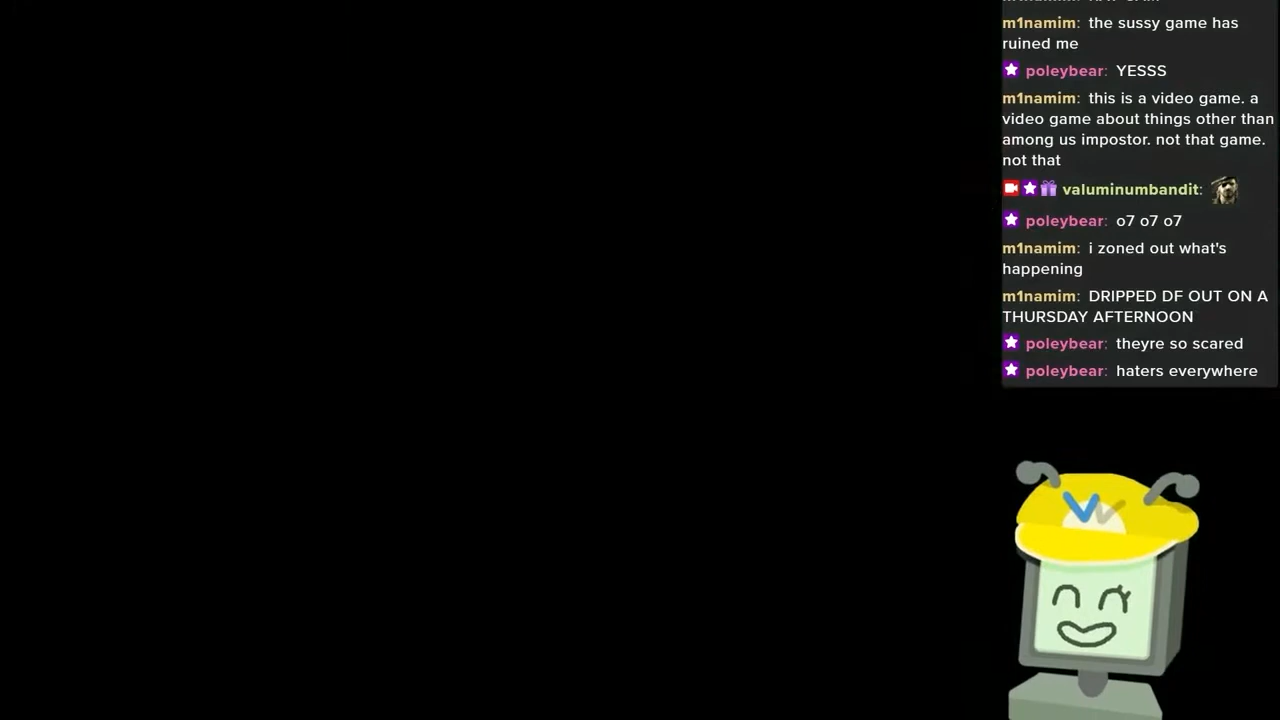 m1namim: the sussy game has
ruined me
poleybear: YESSS
m1namim: this is a video game. a
video game about things other than
among us impostor. not that game.
not that
valuminumbandit:
poleybear: o7 o7 o7
m1namim: i zoned out what's
happening
m1namim: DRIPPED DF OUT ON A
THURSDAY AFTERNOON
poleybear: theyre so scared
poleybear: haters everywhere
V